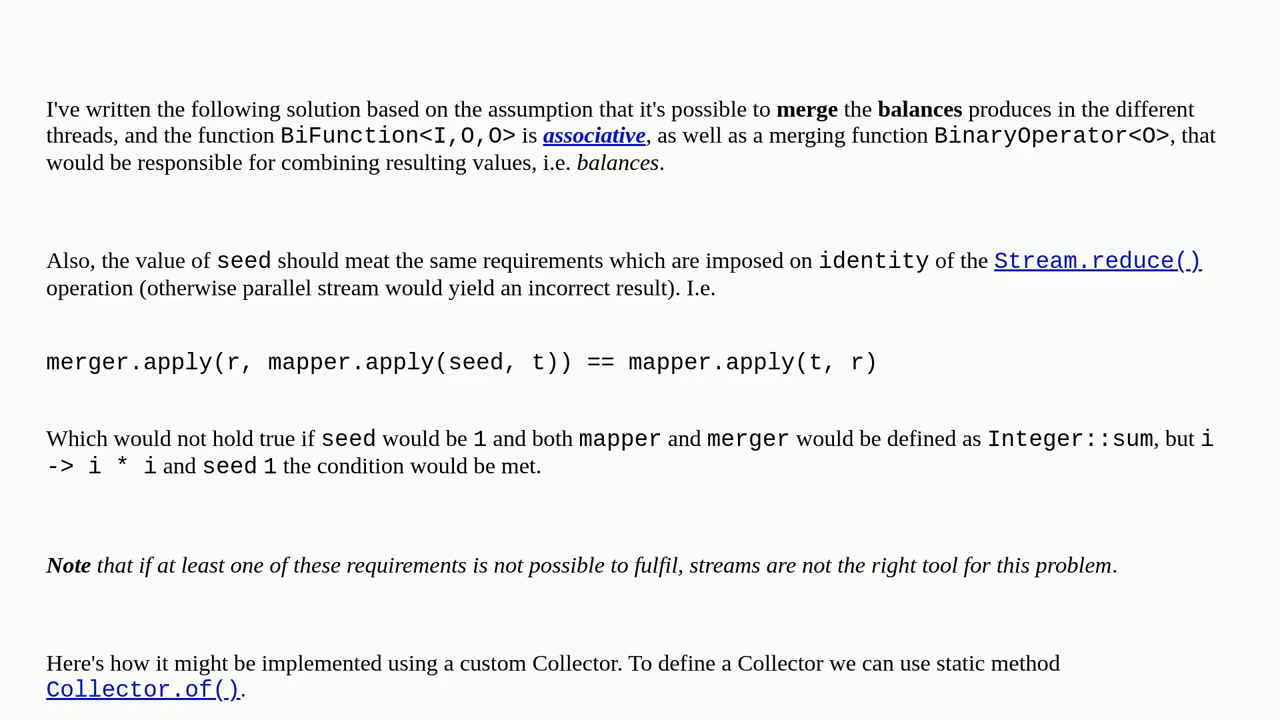 I've written the following solution based on the assumption that it's possible to merge the balances produces in the different
threads, and the function BiFunction<I,O,O> is associative, as well as a merging function BinaryOperator<O>, that
would be responsible for combining resulting values, i.e. balances.
Also, the value of seed should meat the same requirements which are imposed on identity of the Stream.reduce()
operation (otherwise parallel stream would yield an incorrect result). I.e.
merger.apply(r, mapper.apply(seed, t)) == mapper.apply(t, r)
Which would not hold true if seed would be 1 and both mapper and merger would be defined as Integer::sum, but i
-> i * i and seed 1 the condition would be met.
Note that if at least one of these requirements is not possible to fulfil, streams are not the right tool for this problem.
Here's how it might be implemented using a custom Collector. To define a Collector we can use static method
Collector.of().